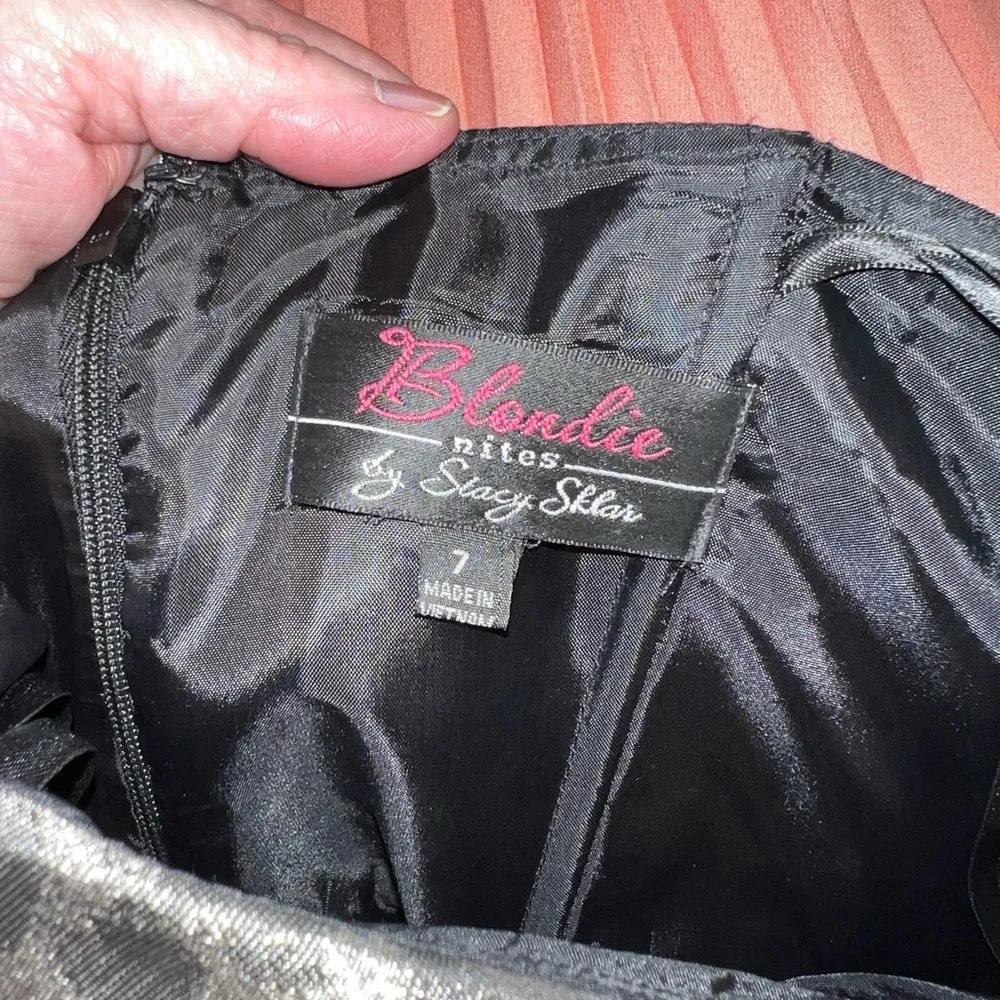 Blondie
nites
by Stacy Sklar
7
MADE IN
VIETNAM